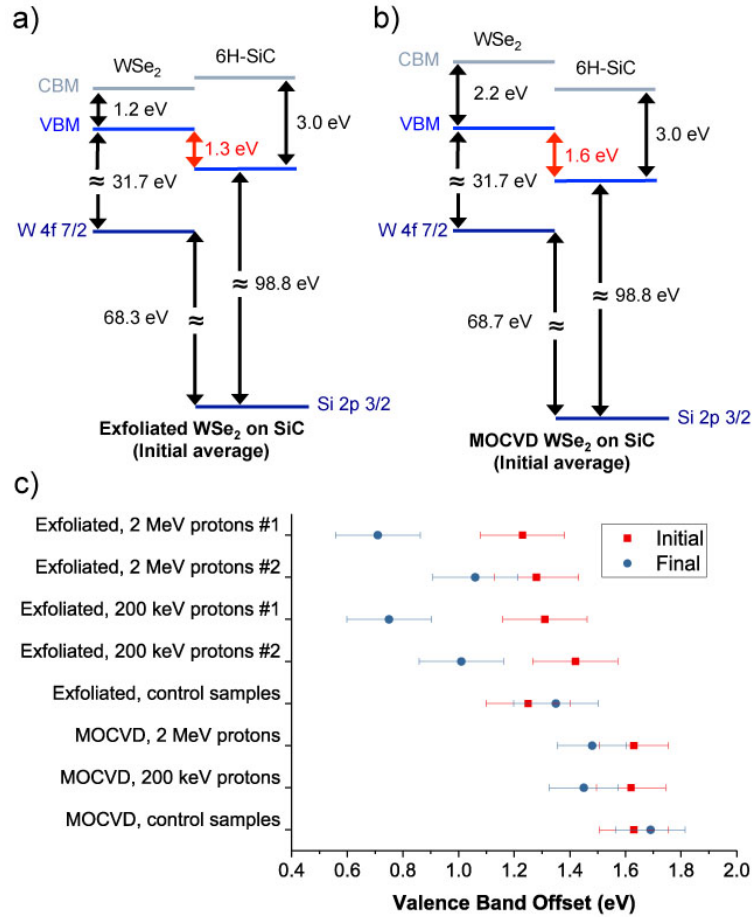 a)
WSe₂
6H-SiC
CBM
1.2 eV
3.0 eV
VBM
1.3 eV
≈ 31.7 eV
W 4f 7/2
≈ 98.8 eV
68.3 eV ≈
Si 2p 3/2
Exfoliated WSe₂ on SiC
(Initial average)
b)
WSe₂
CBM
6H-SiC
2.2 eV
3.0 eV
VBM
1.6 eV
≈ 31.7 eV
W 4f 7/2
≈ 98.8 eV
68.7 eV ≈
Si 2p 3/2
MOCVD WSe₂ on SiC
(Initial average)
c)
Exfoliated, 2 MeV protons #1
Exfoliated, 2 MeV protons #2
Exfoliated, 200 keV protons #1
Exfoliated, 200 keV protons #2
Exfoliated, control samples
MOCVD, 2 MeV protons
MOCVD, 200 keV protons
MOCVD, control samples
Initial
Final
0.4 0.6 0.8 1.0 1.2 1.4 1.6 1.8 2.0
Valence Band Offset (eV)